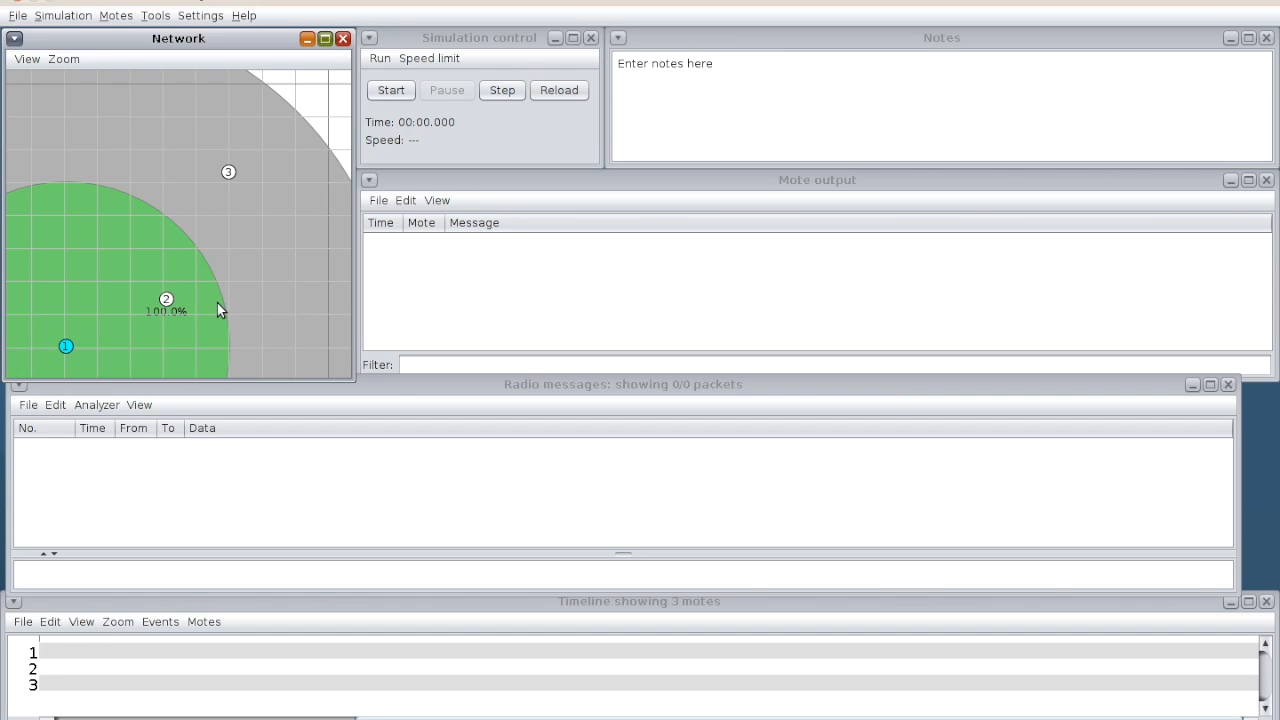 File Simulation Motes Tools Settings Help
Network
View Zoom
3
2
100.0%
1
Simulation control
Run Speed limit
Start Pause Step Reload
Time: 00:00.000
Speed: ---
Notes
Enter notes here
Mote output
File Edit View
Time Mote Message
Filter:
Radio messages: showing 0/0 packets
File Edit Analyzer View
No. Time From To Data
Timeline showing 3 motes
File Edit View Zoom Events Motes
1
2
3